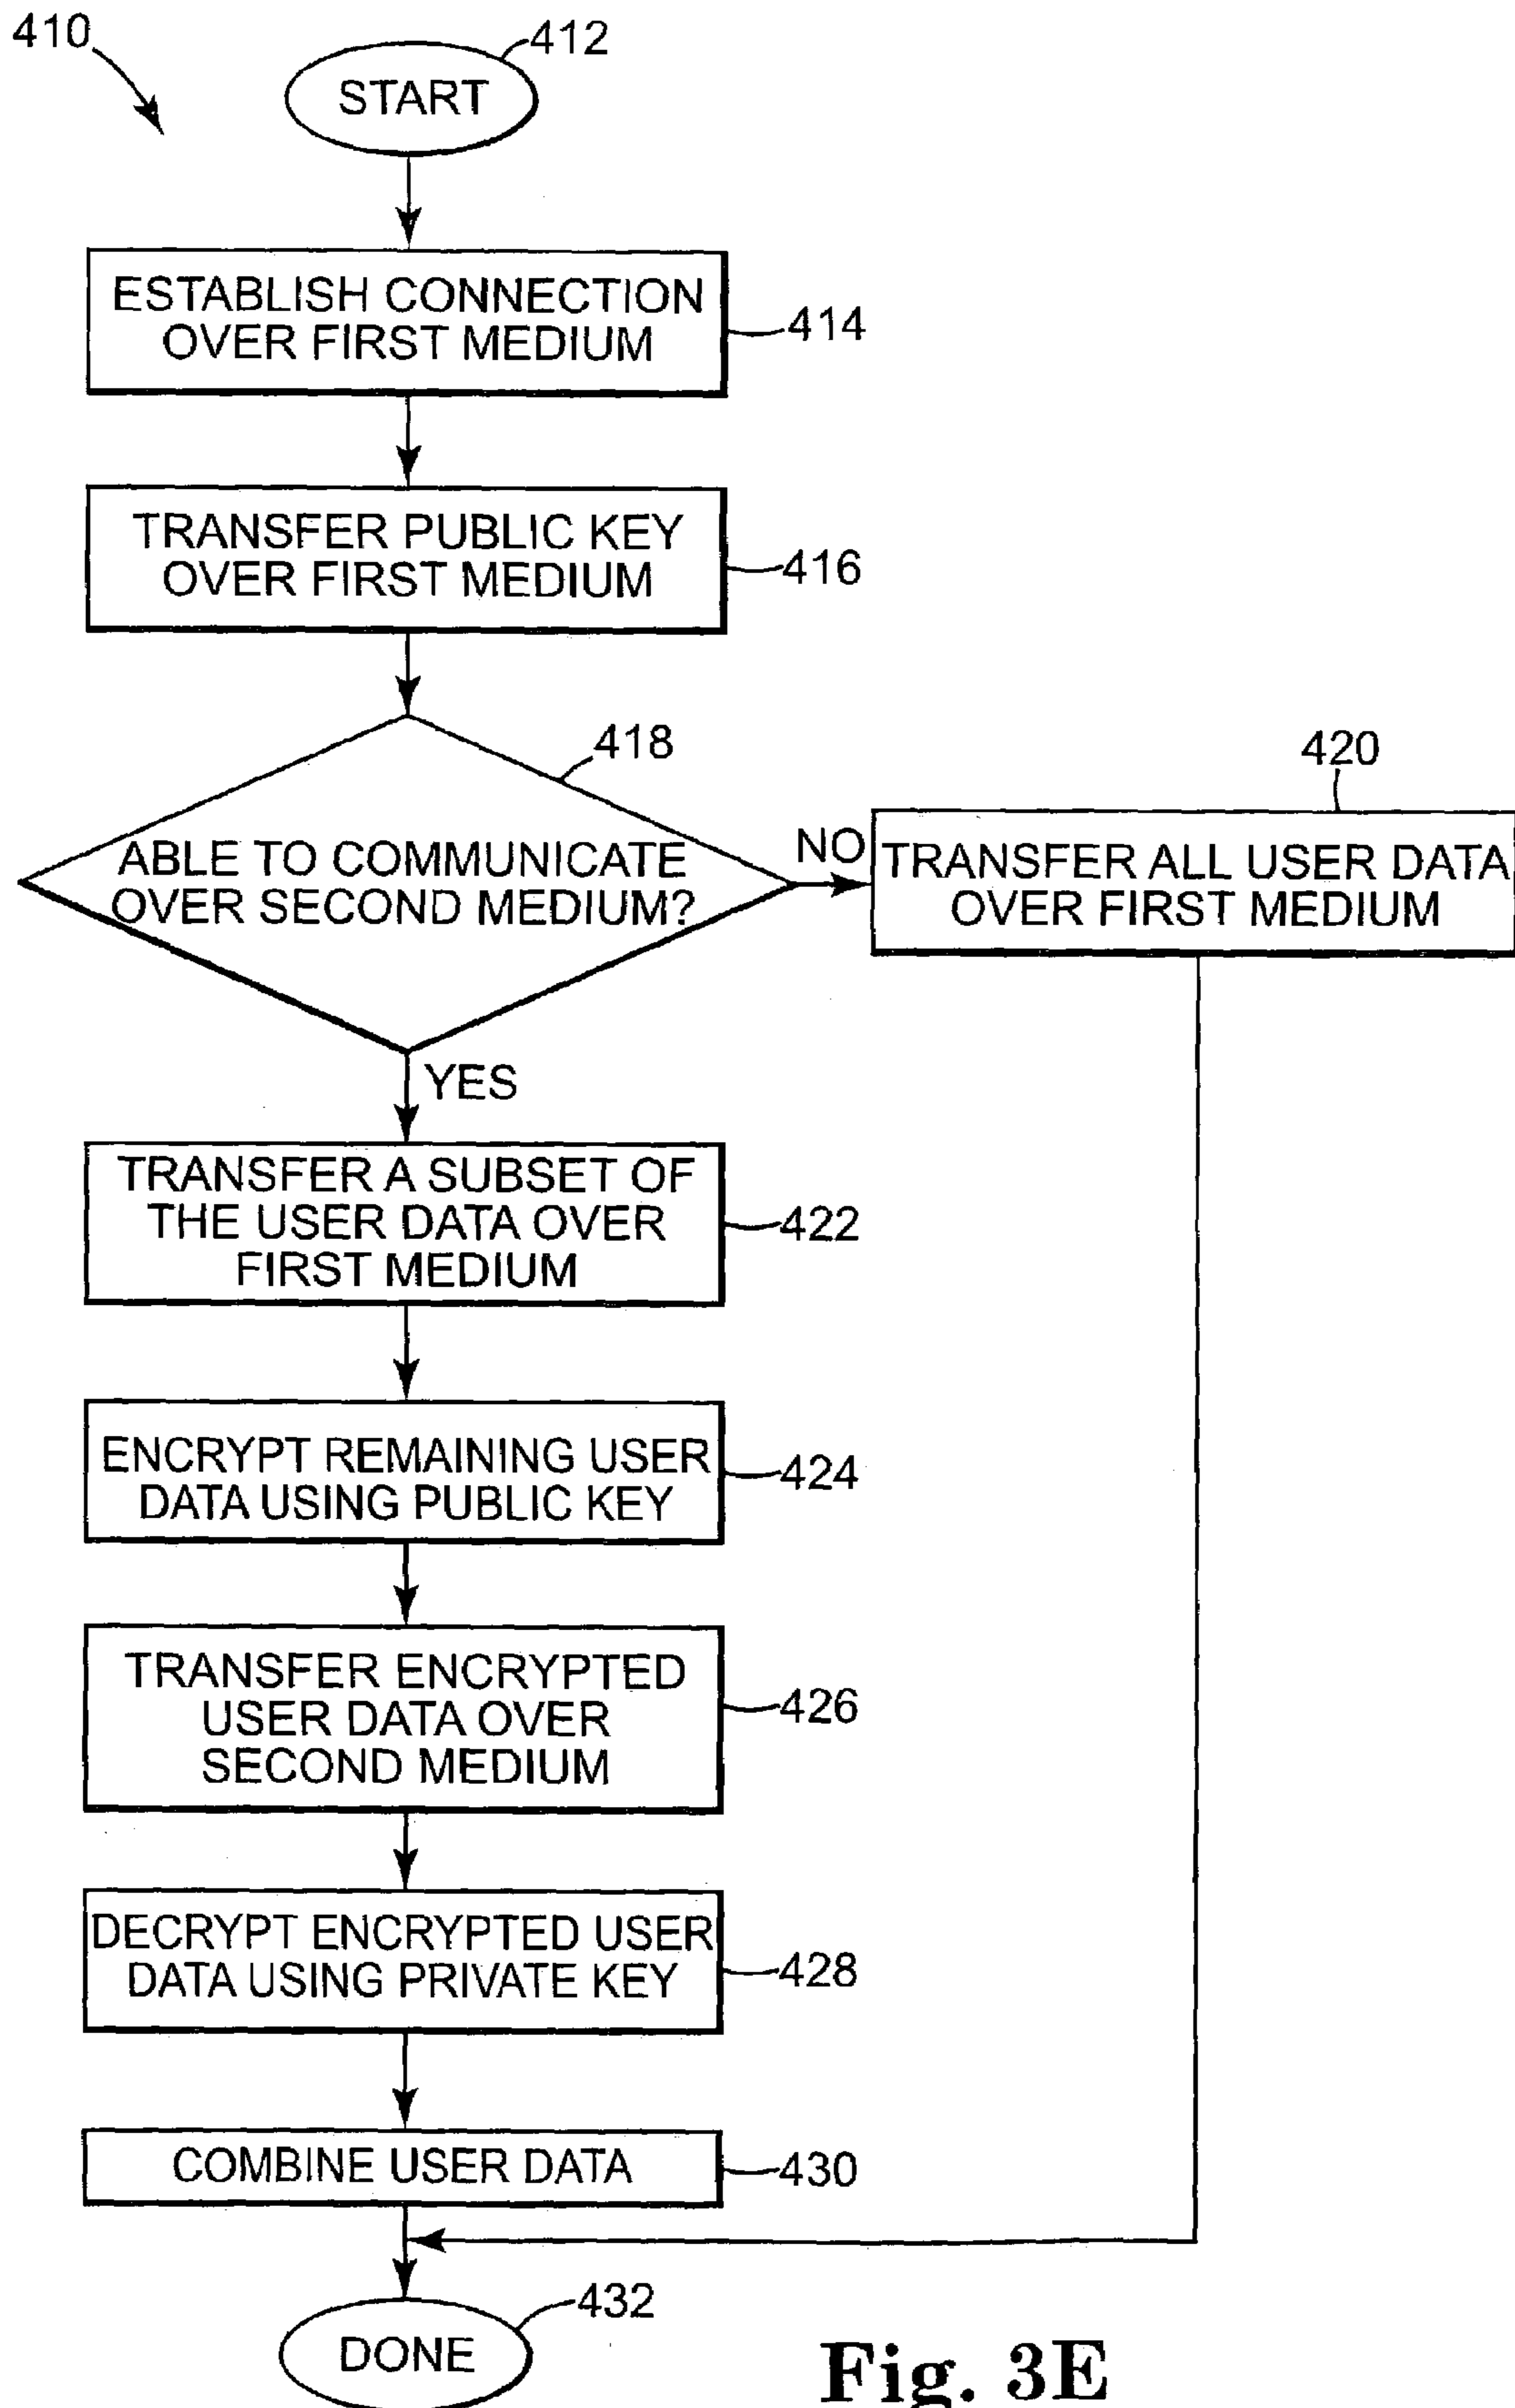 410
412
START
ESTABLISH CONNECTION
OVER FIRST MEDIUM
414
TRANSFER PUBLIC KEY
OVER FIRST MEDIUM
416
418
ABLE TO COMMUNICATE
OVER SECOND MEDIUM?
NO
420
TRANSFER ALL USER DATA
OVER FIRST MEDIUM
YES
TRANSFER A SUBSET OF
THE USER DATA OVER
FIRST MEDIUM
422
ENCRYPT REMAINING USER
DATA USING PUBLIC KEY
424
TRANSFER ENCRYPTED
USER DATA OVER
SECOND MEDIUM
426
DECRYPT ENCRYPTED USER
DATA USING PRIVATE KEY
428
COMBINE USER DATA
430
432
DONE
Fig. 3E